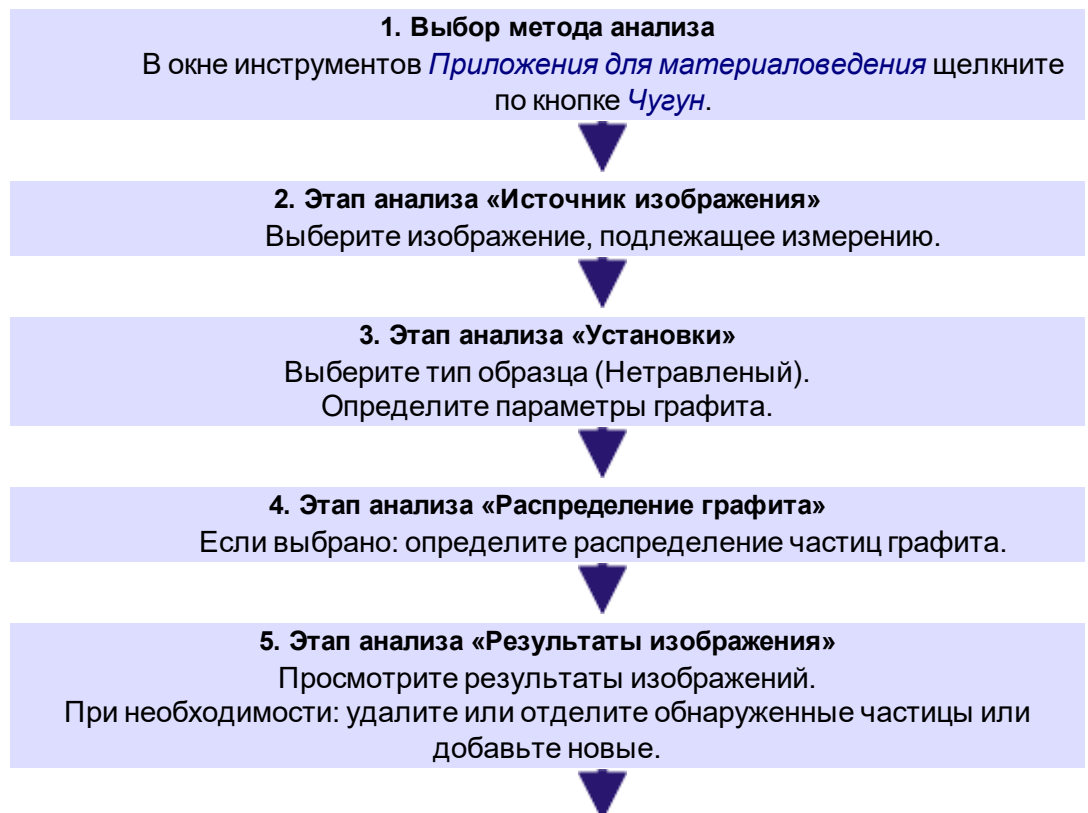 1. Выбор метода анализа
В окне инструментов Приложения для материаловедения щелкните
по кнопке Чугун.
2. Этап анализа «Источник изображения»
Выберите изображение, подлежащее измерению.
3. Этап анализа «Установки»
Выберите тип образца (Нетравленый).
Определите параметры графита.
4. Этап анализа «Распределение графита»
Если выбрано: определите распределение частиц графита.
5. Этап анализа «Результаты изображения»
Просмотрите результаты изображений.
При необходимости: удалите или отделите обнаруженные частицы или
добавьте новые.